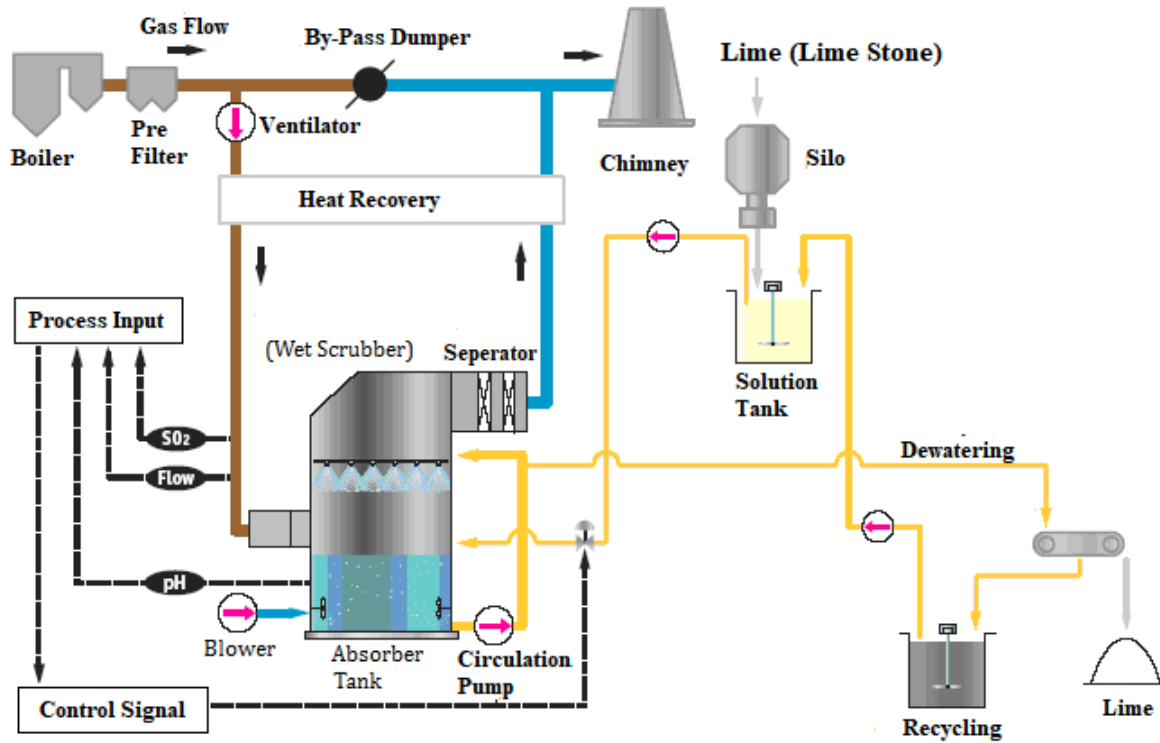 Gas Flow
By-Pass Dumper
Lime (Lime Stone)
Boiler
Pre
Filter
Ventilator
Chimney
Silo
Heat Recovery
Process Input
(Wet Scrubber)
Seperator
Solution
Tank
SO2
Flow
Dewatering
pH
Blower
Absorber
Tank
Circulation
Pump
Control Signal
Recycling
Lime